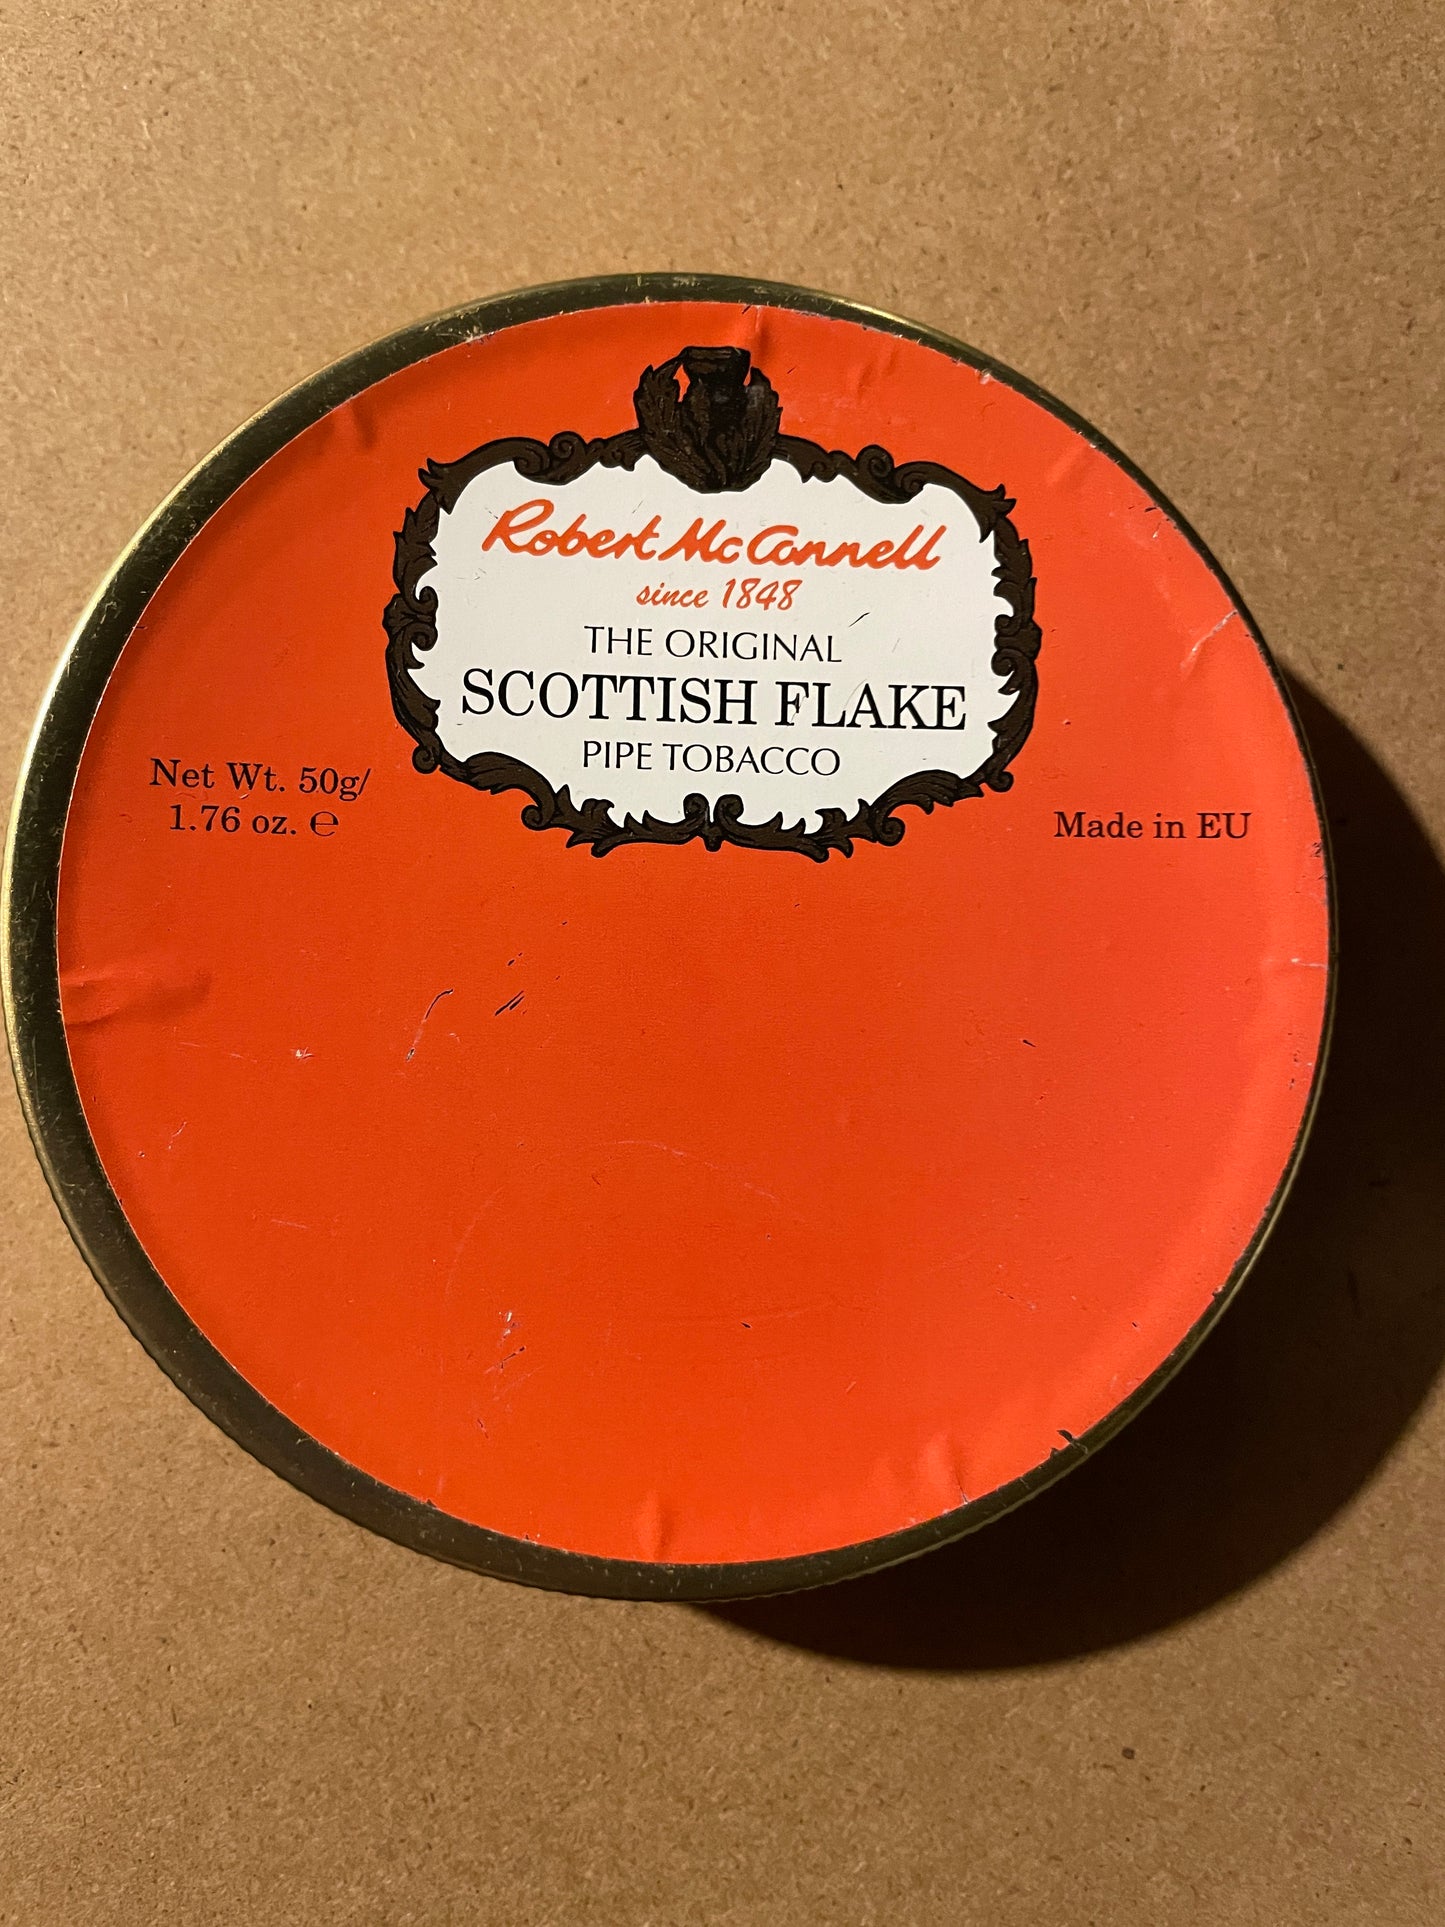 Robert McConnell
since 1848
THE ORIGINAL
SCOTTISH FLAKE
PIPE TOBACCO
Net Wt. 50g/
1.76 oz. ℮
Made in EU